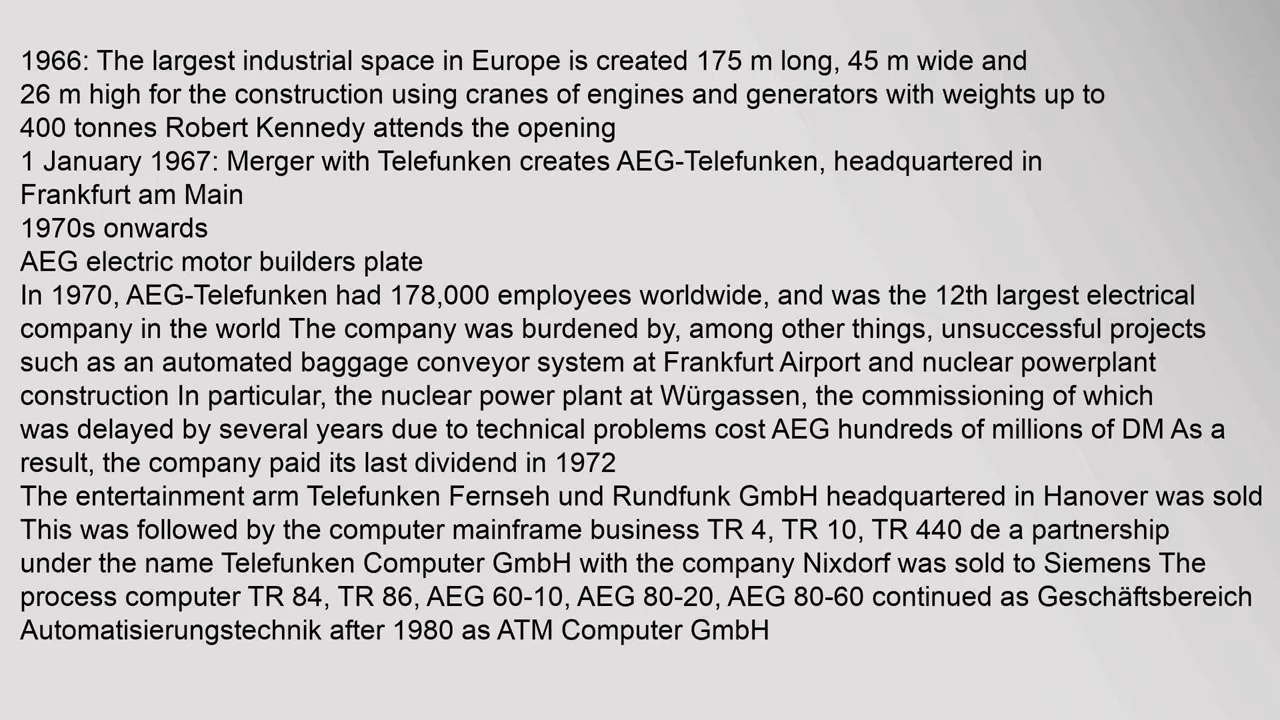 1966: The largest industrial space in Europe is created 175 m long, 45 m wide and
26 m high for the construction using cranes of engines and generators with weights up to
400 tonnes Robert Kennedy attends the opening
1 January 1967: Merger with Telefunken creates AEG-Telefunken, headquartered in
Frankfurt am Main
1970s onwards
AEG electric motor builders plate
In 1970, AEG-Telefunken had 178,000 employees worldwide, and was the 12th largest electrical
company in the world The company was burdened by, among other things, unsuccessful projects
such as an automated baggage conveyor system at Frankfurt Airport and nuclear powerplant
construction In particular, the nuclear power plant at Würgassen, the commissioning of which
was delayed by several years due to technical problems cost AEG hundreds of millions of DM As a
result, the company paid its last dividend in 1972
The entertainment arm Telefunken Fernseh und Rundfunk GmbH headquartered in Hanover was sold
This was followed by the computer mainframe business TR 4, TR 10, TR 440 de a partnership
under the name Telefunken Computer GmbH with the company Nixdorf was sold to Siemens The
process computer TR 84, TR 86, AEG 60-10, AEG 80-20, AEG 80-60 continued as Geschäftsbereich
Automatisierungstechnik after 1980 as ATM Computer GmbH